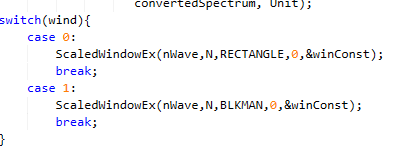 convertedSpectrum, Unit);
switch(wind){
case 0:
ScaledWindowEx(nWave,N,RECTANGLE,0,&winConst);
break;
case 1:
ScaledWindowEx(nWave,N,BLKMAN,0,&winConst);
break;
}